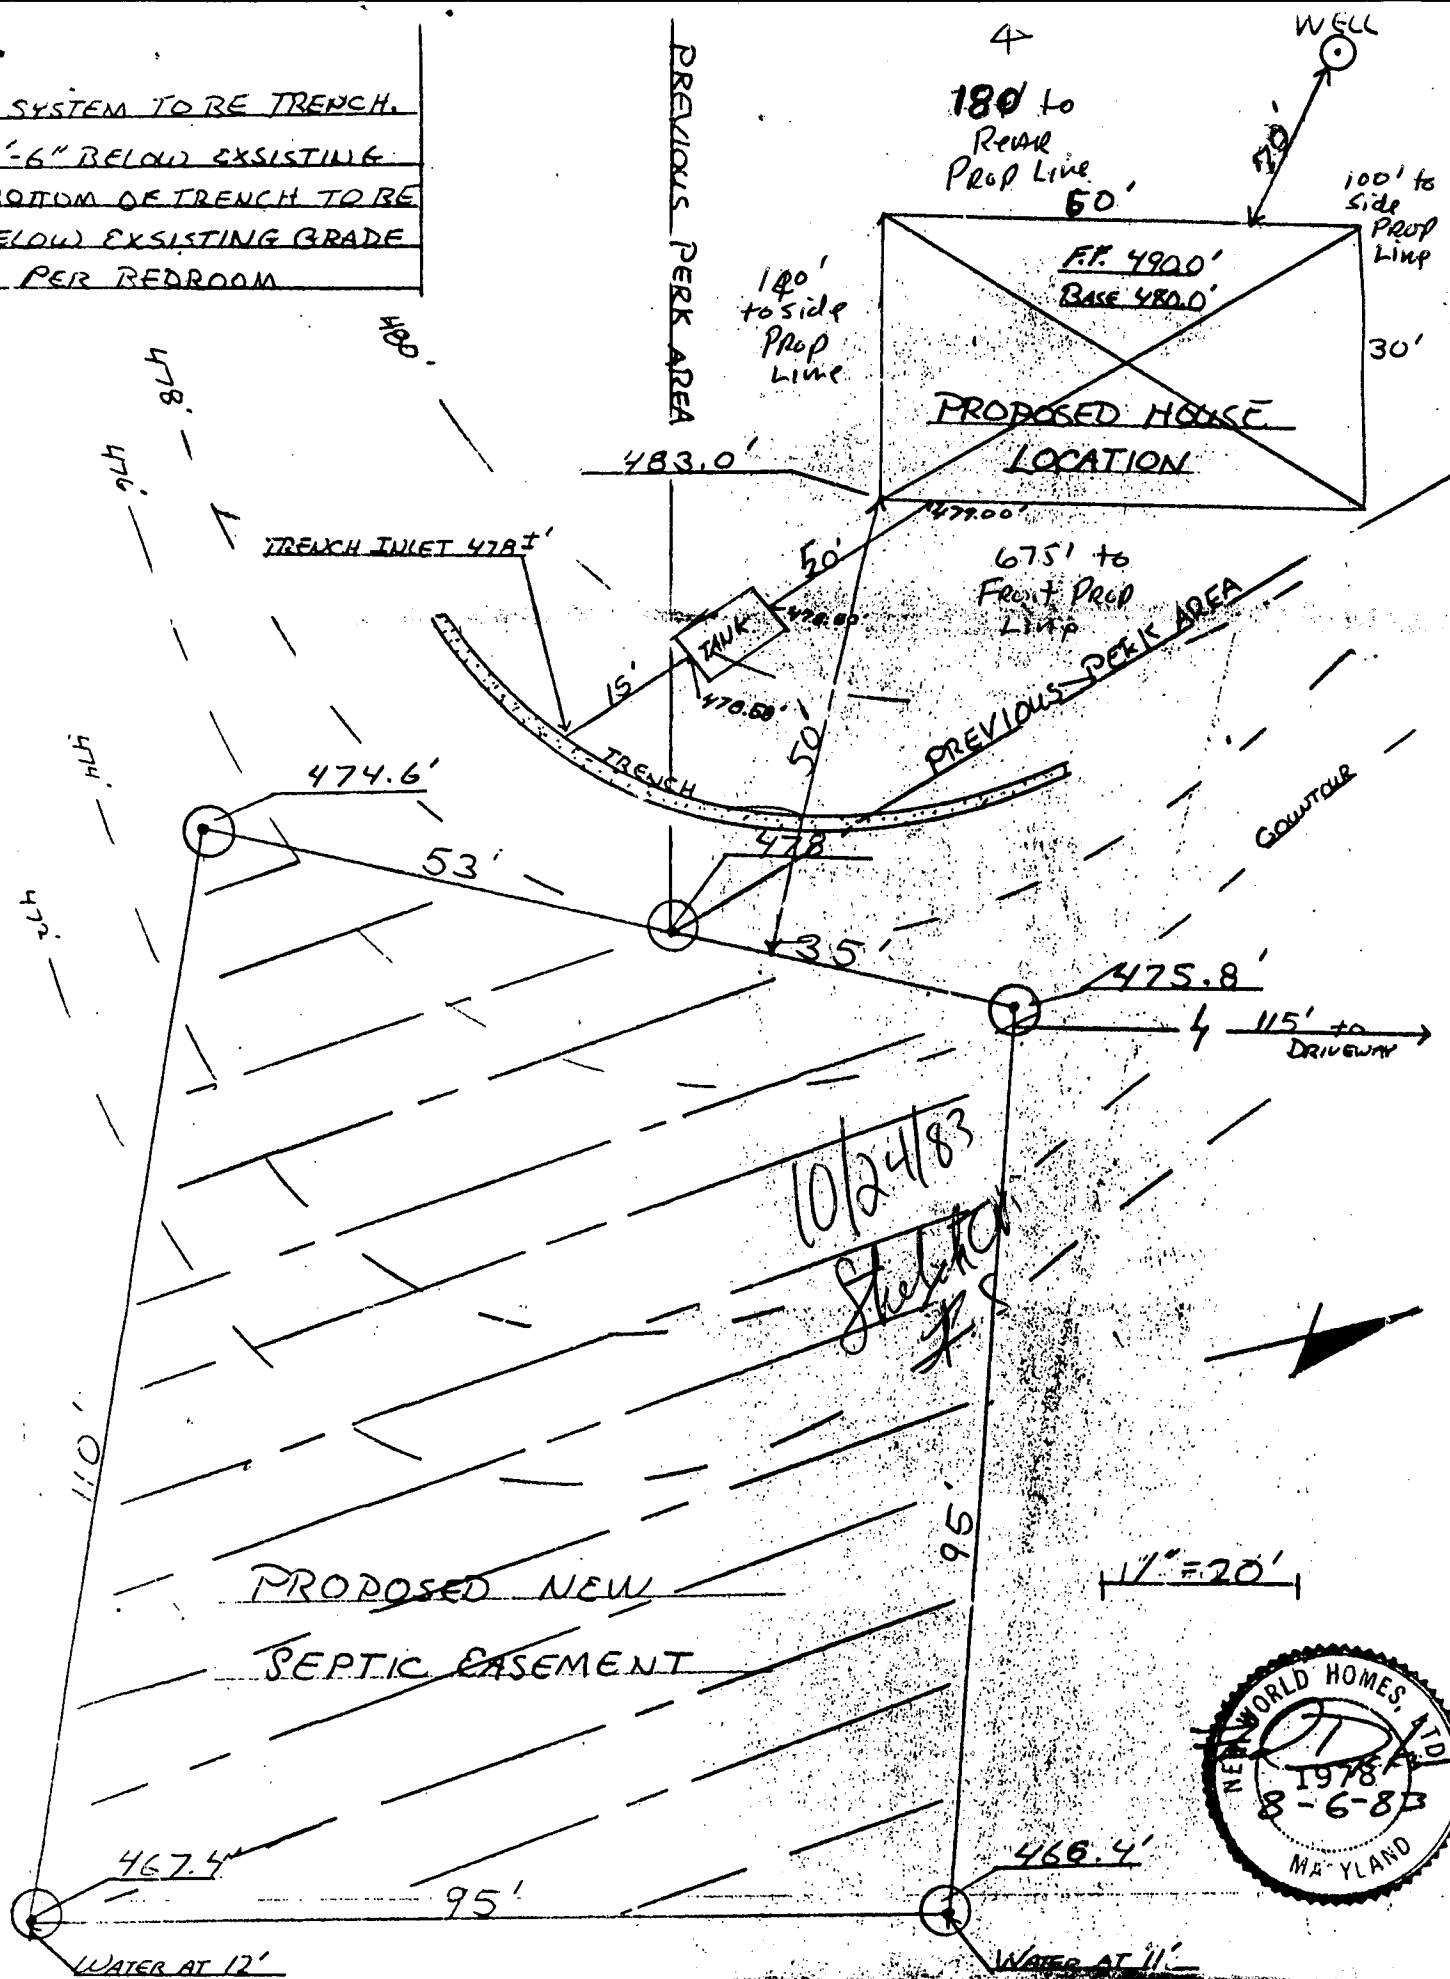 SYSTEM TO BE TRENCH.
'-6" BELOW EXSISTING
BOTTOM OF TRENCH TO BE
ELOW EXSISTING GRADE
PER BEDROOM
PREVIOUS PERK AREA
4
180' to
Rear
Prop Line
60'
WELL
70'
100' to
side
Prop
Line
F.F. 490.0'
BASE 480.0'
30'
to side
Prop
Line
PROPOSED HOUSE
LOCATION
480'
478'
476'
474'
472'
483.0'
479.00'
TRENCH INLET 478±'
50'
675' to
Front Prop
Line
TANK
15'
478.50'
50'
PREVIOUS PERK AREA
TRENCH
CONTOUR
474.6'
53'
478
35'
475.8'
115' to
DRIVEWAY
10/24/83
Sketch OK
110'
95'
1" = 20'
PROPOSED NEW
SEPTIC EASEMENT
NEW WORLD HOMES, LTD
1978
8-6-83
MARYLAND
467.4'
466.4'
95'
WATER AT 12'
WATER AT 11'